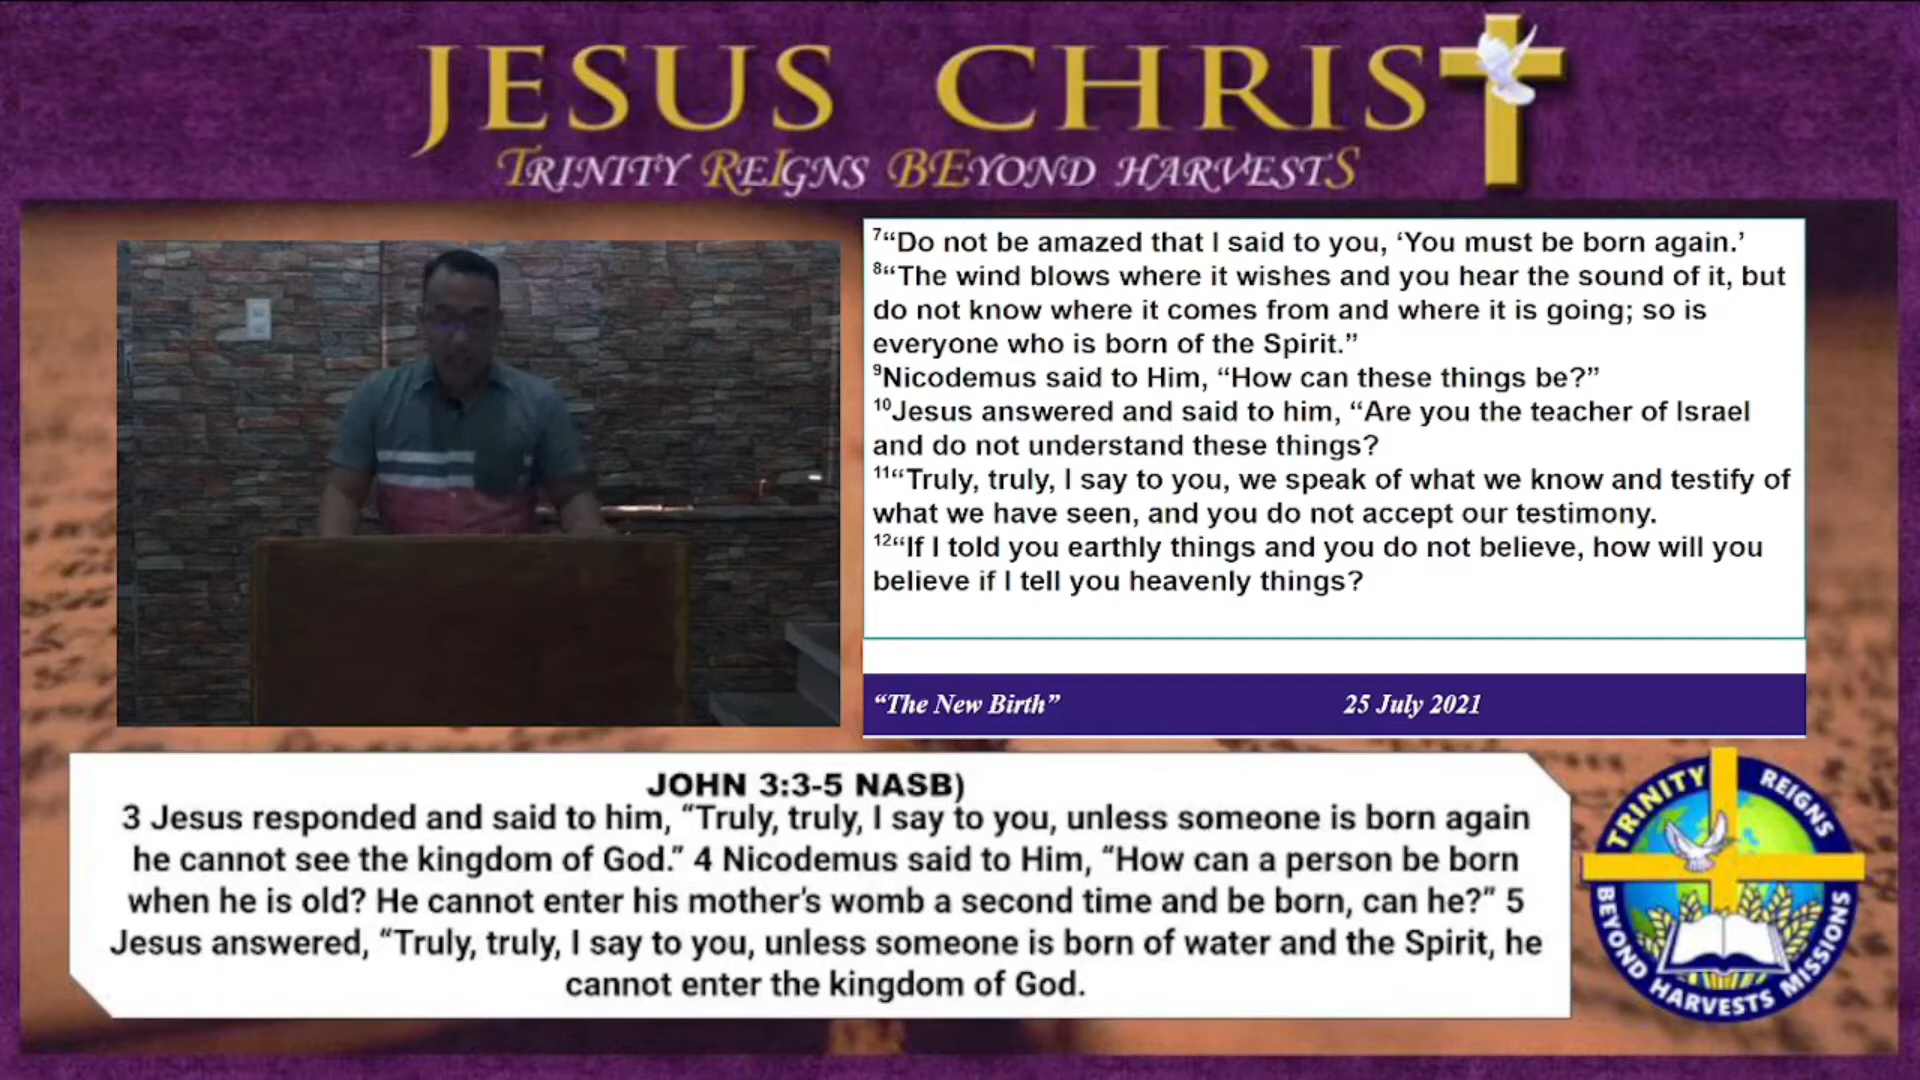 JESUS CHRIST
TRINITY REIGNS BEYOND HARVESTS
⁷“Do not be amazed that I said to you, ‘You must be born again.’
⁸“The wind blows where it wishes and you hear the sound of it, but
do not know where it comes from and where it is going; so is
everyone who is born of the Spirit.”
⁹Nicodemus said to Him, “How can these things be?”
¹⁰Jesus answered and said to him, “Are you the teacher of Israel
and do not understand these things?
¹¹“Truly, truly, I say to you, we speak of what we know and testify of
what we have seen, and you do not accept our testimony.
¹²“If I told you earthly things and you do not believe, how will you
believe if I tell you heavenly things?
“The New Birth” 25 July 2021
JOHN 3:3-5 NASB)
3 Jesus responded and said to him, “Truly, truly, I say to you, unless someone is born again
he cannot see the kingdom of God.” 4 Nicodemus said to Him, “How can a person be born
when he is old? He cannot enter his mother’s womb a second time and be born, can he?” 5
Jesus answered, “Truly, truly, I say to you, unless someone is born of water and the Spirit, he
cannot enter the kingdom of God.
TRINITY REIGNS
BEYOND HARVESTS MISSIONS